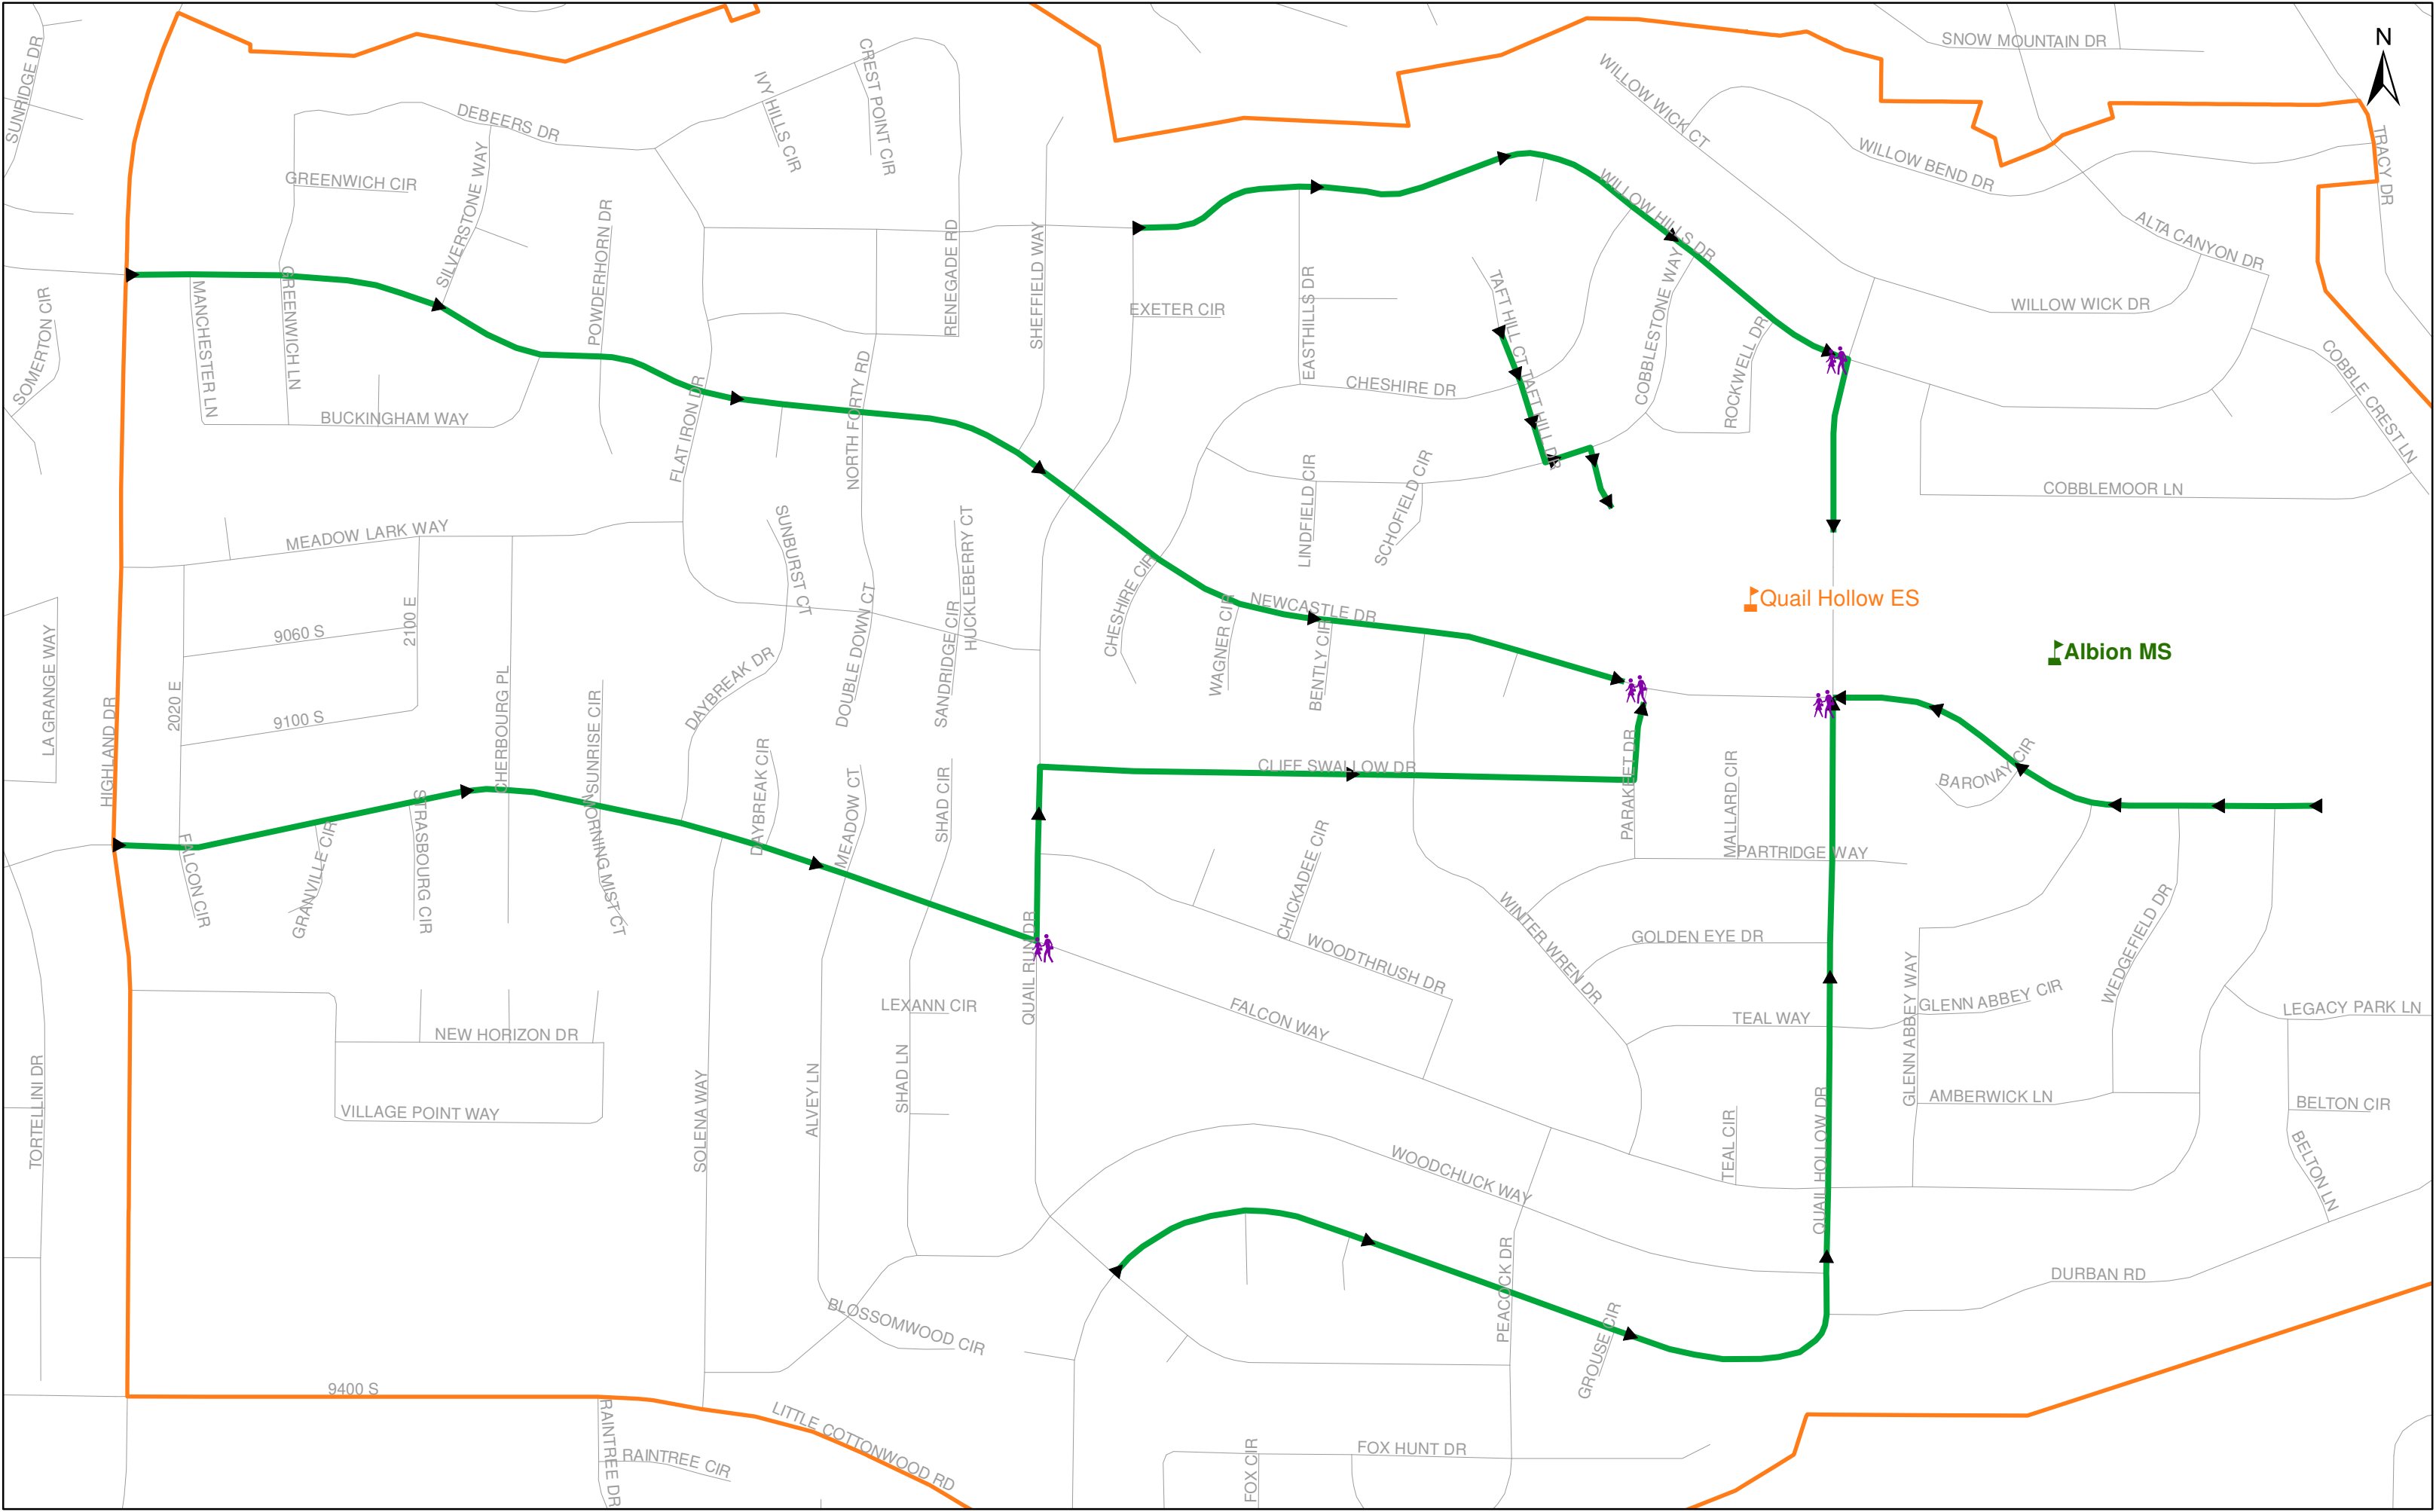 N
SNOW MOUNTAIN DR
SUNRIDGE DR
CREST POINT CIR
IVY HILLS CIR
DEBEERS DR
WILLOW WICK CT
WILLOW BEND DR
TRACY DR
GREENWICH CIR
SILVERSTONE WAY
POWDERHORN DR
RENEGADE RD
SHEFFIELD WAY
WILLOW HILLS DR
ALTA CANYON DR
SOMERTON CIR
MANCHESTER LN
GREENWICH LN
EXETER CIR
EASTHILLS DR
TAFT HILL CT
TAFT HILL DR
COBBLESTONE WAY
ROCKWELL DR
WILLOW WICK DR
COBBLE CREST LN
BUCKINGHAM WAY
FLAT IRON DR
NORTH FORTY RD
CHESHIRE DR
LINDFIELD CIR
SCHOFIELD CIR
COBBLEMOOR LN
MEADOW LARK WAY
SUNBURST CT
HUCKLEBERRY CT
CHESHIRE CIR
Quail Hollow ES
Albion MS
NEWCASTLE DR
WAGNER CIR
BENTLY CIR
LA GRANGE WAY
9060 S
2100 E
2020 E
9100 S
HIGHLAND DR
CHERBOURG PL
SUNRISE CIR
MORNING MIST CT
DAYBREAK DR
DOUBLE DOWN CT
SANDRIDGE CIR
DAYBREAK CIR
MEADOW CT
SHAD CIR
CLIFF SWALLOW DR
PARAKEET DR
MALLARD CIR
BARONAY CIR
FALCON CIR
GRANVILLE CIR
STRASBOURG CIR
CHICKADEE CIR
PARTRIDGE WAY
QUAIL RUN DR
WOODTHRUSH DR
WINTER WREN DR
GOLDEN EYE DR
WEDGEFIELD DR
GLENN ABBEY WAY
GLENN ABBEY CIR
LEGACY PARK LN
LEXANN CIR
FALCON WAY
TEAL WAY
NEW HORIZON DR
TORTELLINI DR
VILLAGE POINT WAY
SOLENA WAY
ALVEY LN
SHAD LN
TEAL CIR
QUAIL HOLLOW DR
AMBERWICK LN
BELTON CIR
BELTON LN
WOODCHUCK WAY
PEACOCK DR
DURBAN RD
BLOSSOMWOOD CIR
GROUSE CIR
9400 S
LITTLE COTTONWOOD RD
RAINTREE DR
RAINTREE CIR
FOX CIR
FOX HUNT DR